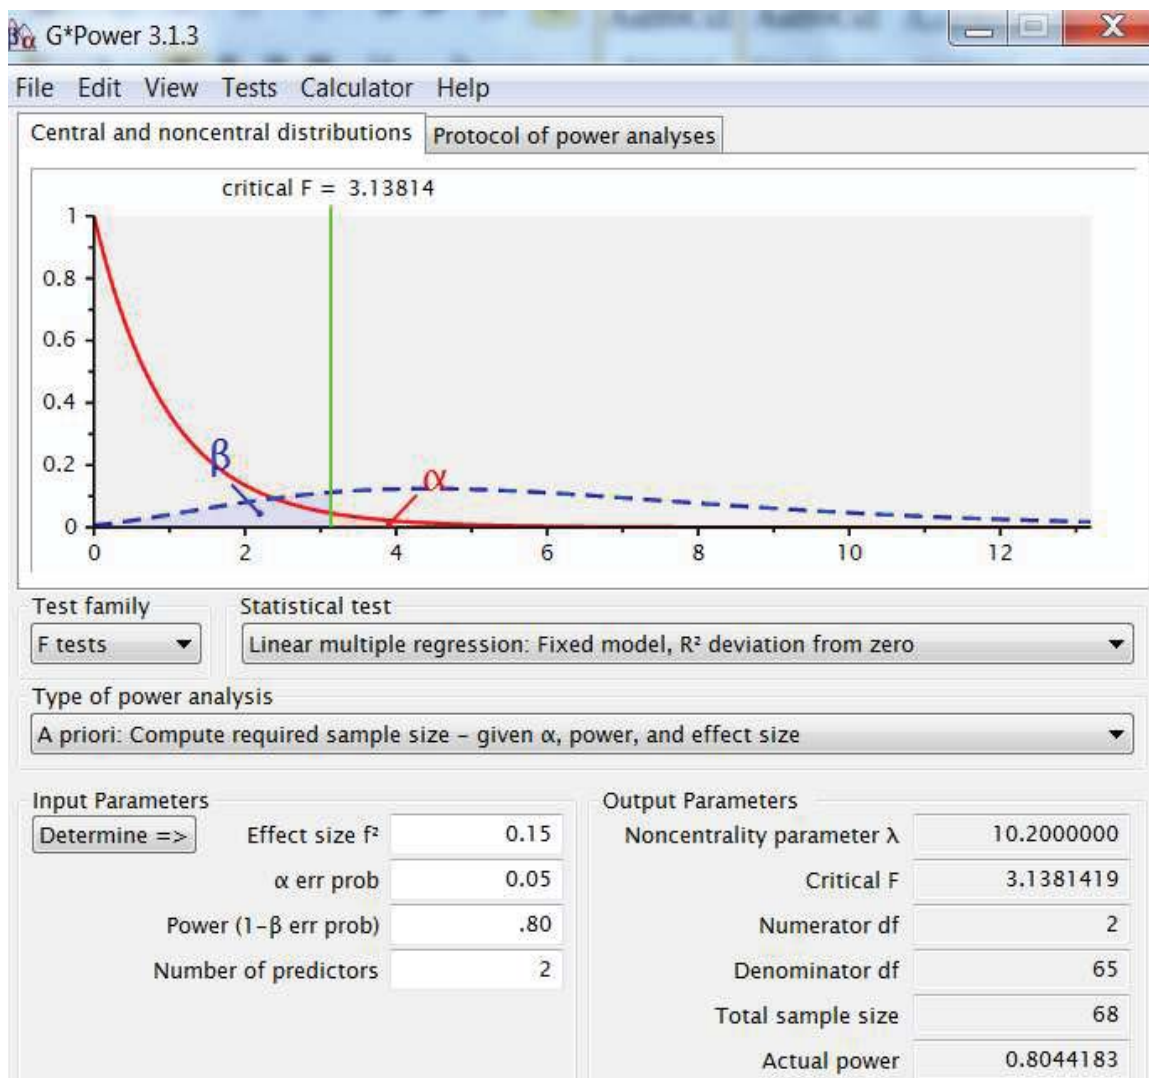 βα G*Power 3.1.3
File Edit View Tests Calculator Help
Central and noncentral distributions Protocol of power analyses
critical F = 3.13814
1
0.8
0.6
0.4
0.2
0
β
α
0 2 4 6 8 10 12
Test family Statistical test
F tests Linear multiple regression: Fixed model, R² deviation from zero
Type of power analysis
A priori: Compute required sample size – given α, power, and effect size
Input Parameters Output Parameters
Determine => Effect size f² 0.15 Noncentrality parameter λ 10.2000000
α err prob 0.05 Critical F 3.1381419
Power (1-β err prob) .80 Numerator df 2
Number of predictors 2 Denominator df 65
Total sample size 68
Actual power 0.8044183